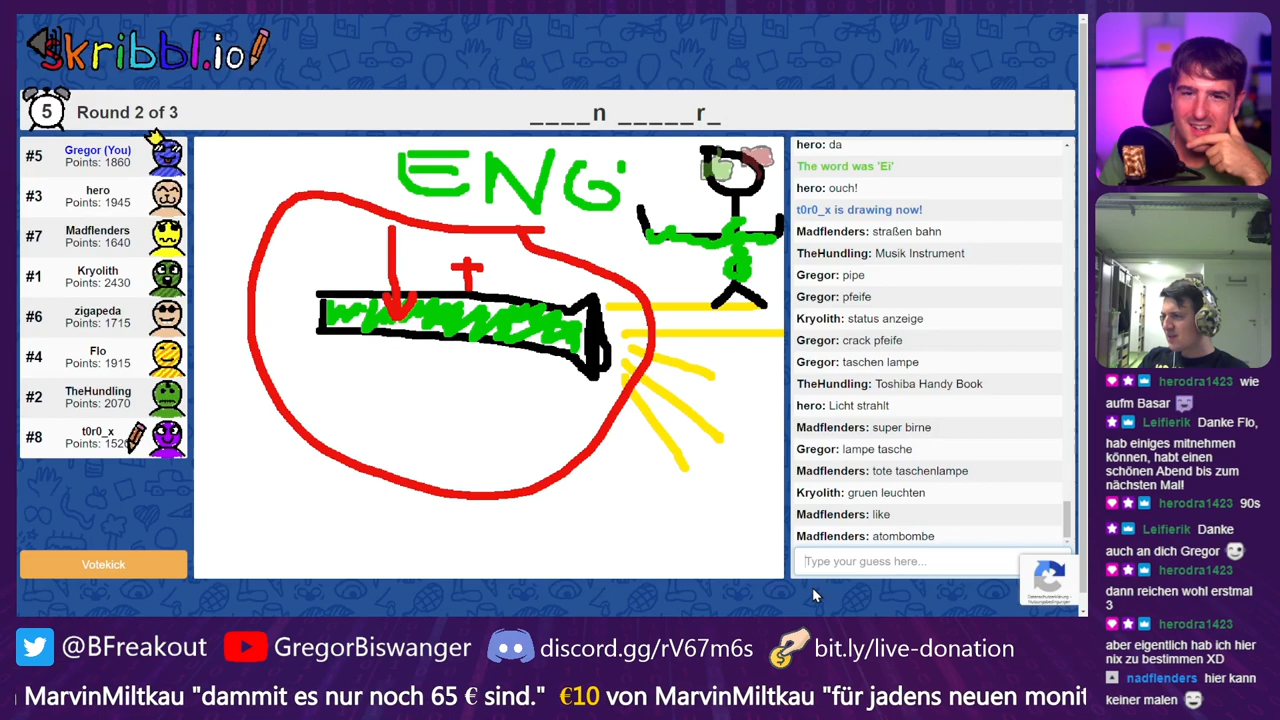 skribbl.io
5
Round 2 of 3
____n _____r_
#5
Gregor (You)
Points: 1860
#3
hero
Points: 1945
#7
Madflenders
Points: 1640
#1
Kryolith
Points: 2430
#6
zigapeda
Points: 1715
#4
Flo
Points: 1915
#2
TheHundling
Points: 2070
#8
t0r0_x
Points: 1520
Votekick
ENG
hero: da
The word was 'Ei'
hero: ouch!
t0r0_x is drawing now!
Madflenders: straßen bahn
TheHundling: Musik Instrument
Gregor: pipe
Gregor: pfeife
Kryolith: status anzeige
Gregor: crack pfeife
Gregor: taschen lampe
TheHundling: Toshiba Handy Book
hero: Licht strahlt
Madflenders: super birne
Gregor: lampe tasche
Madflenders: tote taschenlampe
Kryolith: gruen leuchten
Madflenders: like
Madflenders: atombombe
Type your guess here...
herodra1423 wie
aufm Basar
Leifierik Danke Flo,
hab einiges mitnehmen
können, habt einen
schönen Abend bis zum
nächsten Mal!
herodra1423 90s
Leifierik Danke
auch an dich Gregor
herodra1423
dann reichen wohl erstmal
3
herodra1423
aber eigentlich hab ich hier
nix zu bestimmen XD
nadflenders hier kann
keiner malen
@BFreakout
GregorBiswanger
discord.gg/rV67m6s
bit.ly/live-donation
MarvinMiltkau "dammit es nur noch 65 € sind." €10 von MarvinMiltkau "für jadens neuen monit